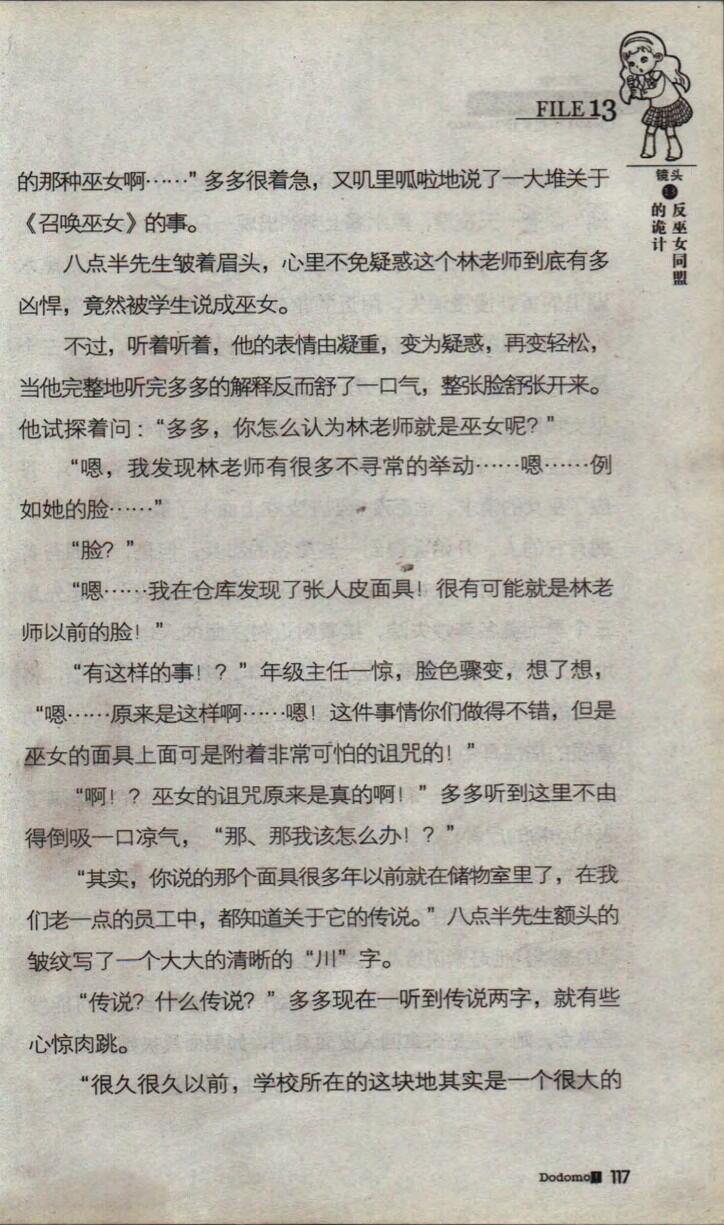 FILE 13
镜头
13
反巫女同盟
的诡计
的那种巫女啊……”多多很着急，又叽里呱啦地说了一大堆关于
《召唤巫女》的事。
八点半先生皱着眉头，心里不免疑惑这个林老师到底有多
凶悍，竟然被学生说成巫女。
不过，听着听着，他的表情由凝重，变为疑惑，再变轻松，
当他完整地听完多多的解释反而舒了一口气，整张脸舒张开来。
他试探着问：“多多，你怎么认为林老师就是巫女呢？”
“嗯，我发现林老师有很多不寻常的举动……嗯……例
如她的脸……”
“脸？”
“嗯……我在仓库发现了张人皮面具！很有可能就是林老
师以前的脸！”
“有这样的事！？”年级主任一惊，脸色骤变，想了想，
“嗯……原来是这样啊……嗯！这件事情你们做得不错，但是
巫女的面具上面可是附着非常可怕的诅咒的！”
“啊！？巫女的诅咒原来是真的啊！”多多听到这里不由
得倒吸一口凉气，“那、那我该怎么办！？”
“其实，你说的那个面具很多年以前就在储物室里了，在我
们老一点的员工中，都知道关于它的传说。”八点半先生额头的
皱纹写了一个大大的清晰的“川”字。
“传说？什么传说？”多多现在一听到传说两字，就有些
心惊肉跳。
“很久很久以前，学校所在的这块地其实是一个很大的
Dodomo! 117